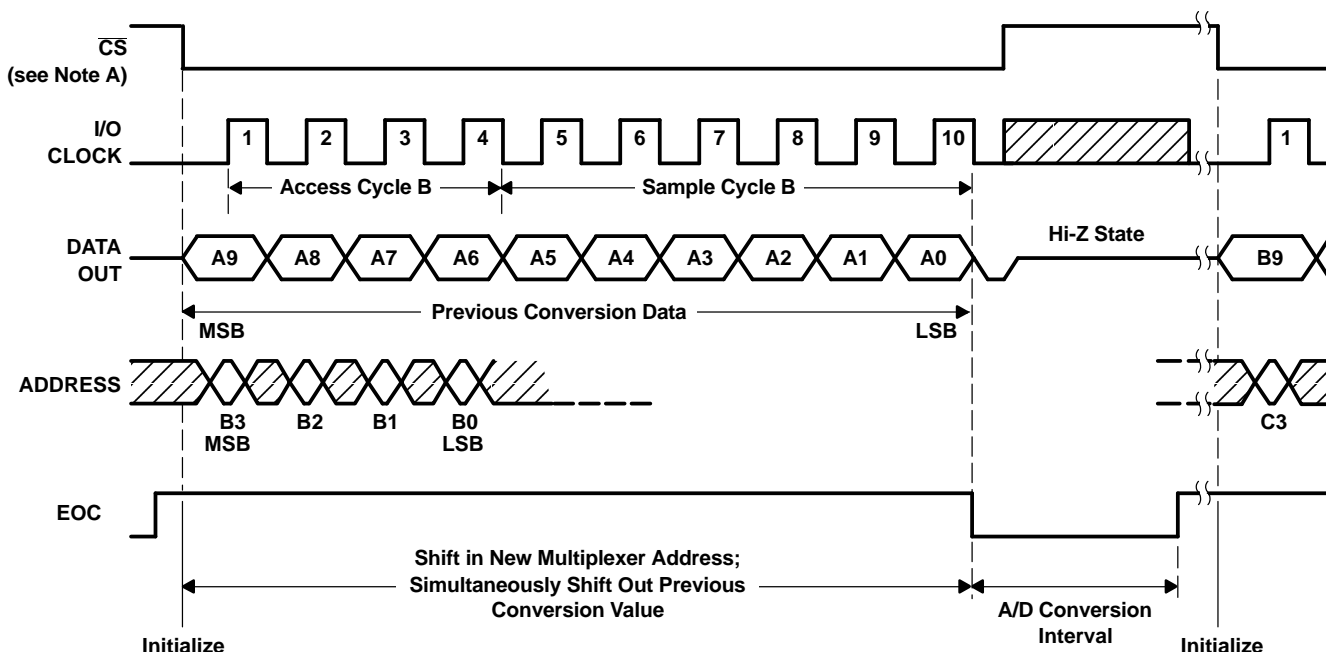 CS
(see Note A)
I/O
CLOCK
1 2 3 4 5 6 7 8 9 10 1
Access Cycle B Sample Cycle B
DATA
OUT
A9 A8 A7 A6 A5 A4 A3 A2 A1 A0 Hi-Z State B9
Previous Conversion Data
MSB LSB
ADDRESS
B3 B2 B1 B0 C3
MSB LSB
EOC
Shift in New Multiplexer Address;
Simultaneously Shift Out Previous
Conversion Value
A/D Conversion
Interval
Initialize Initialize